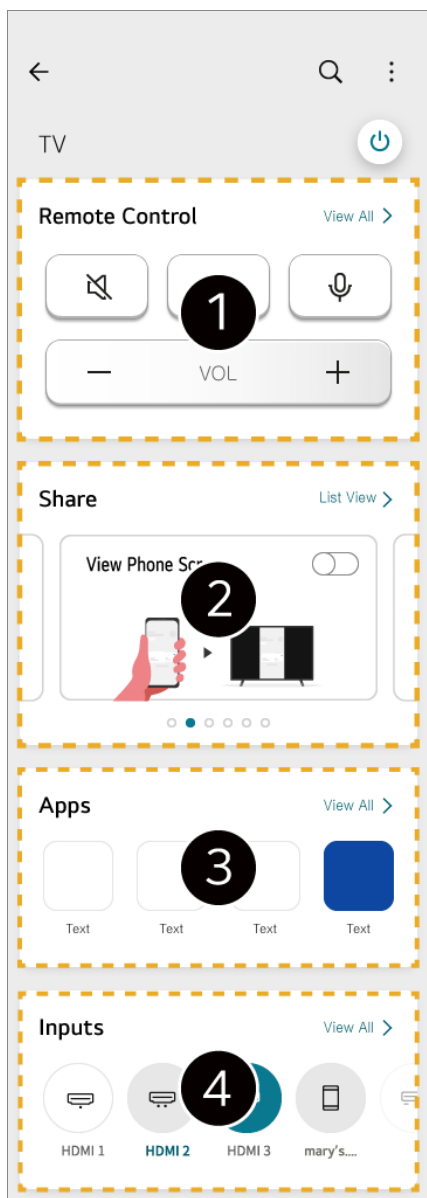 TV
Remote Control View All
1
VOL
Share List View
View Phone Scr
2
Apps View All
3
Text Text Text Text
Inputs View All
4
HDMI 1 HDMI 2 HDMI 3 mary's....